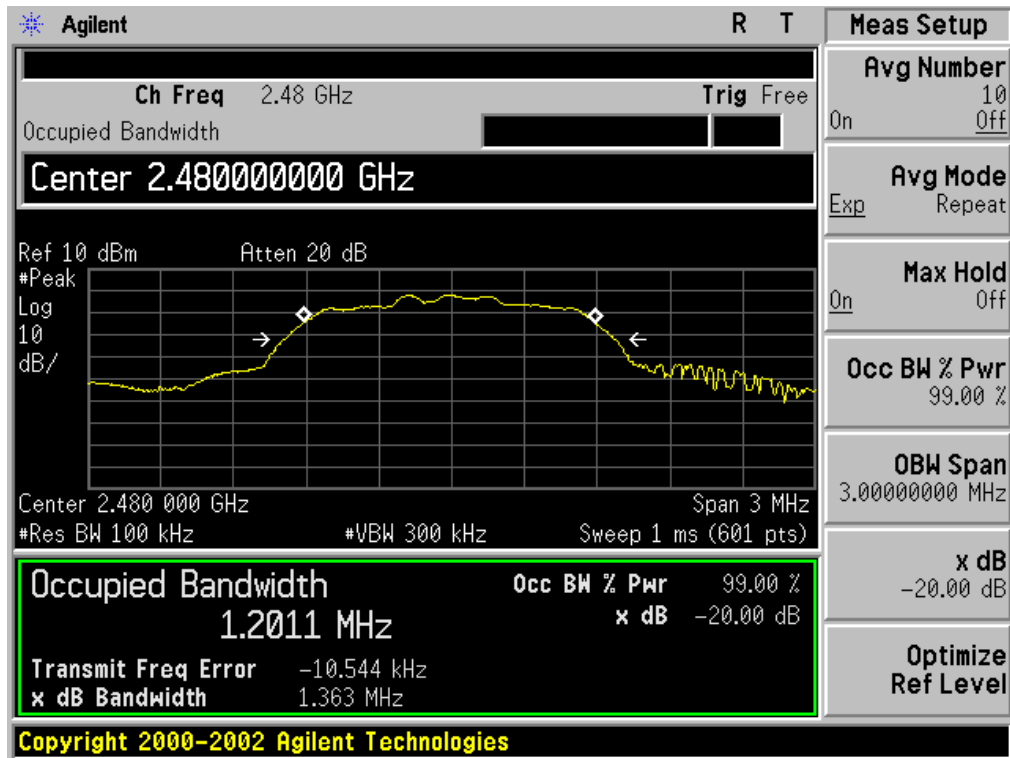 Agilent R T
Ch Freq 2.48 GHz Trig Free
Occupied Bandwidth
Center 2.480000000 GHz
Ref 10 dBm Atten 20 dB
#Peak
Log
10
dB/
Center 2.480 000 GHz Span 3 MHz
#Res BW 100 kHz #VBW 300 kHz Sweep 1 ms (601 pts)
Occupied Bandwidth Occ BW % Pwr 99.00 %
1.2011 MHz x dB -20.00 dB
Transmit Freq Error -10.544 kHz
x dB Bandwidth 1.363 MHz
Copyright 2000-2002 Agilent Technologies
Meas Setup
Avg Number
10
On Off
Avg Mode
Exp Repeat
Max Hold
On Off
Occ BW % Pwr
99.00 %
OBW Span
3.00000000 MHz
x dB
-20.00 dB
Optimize
Ref Level